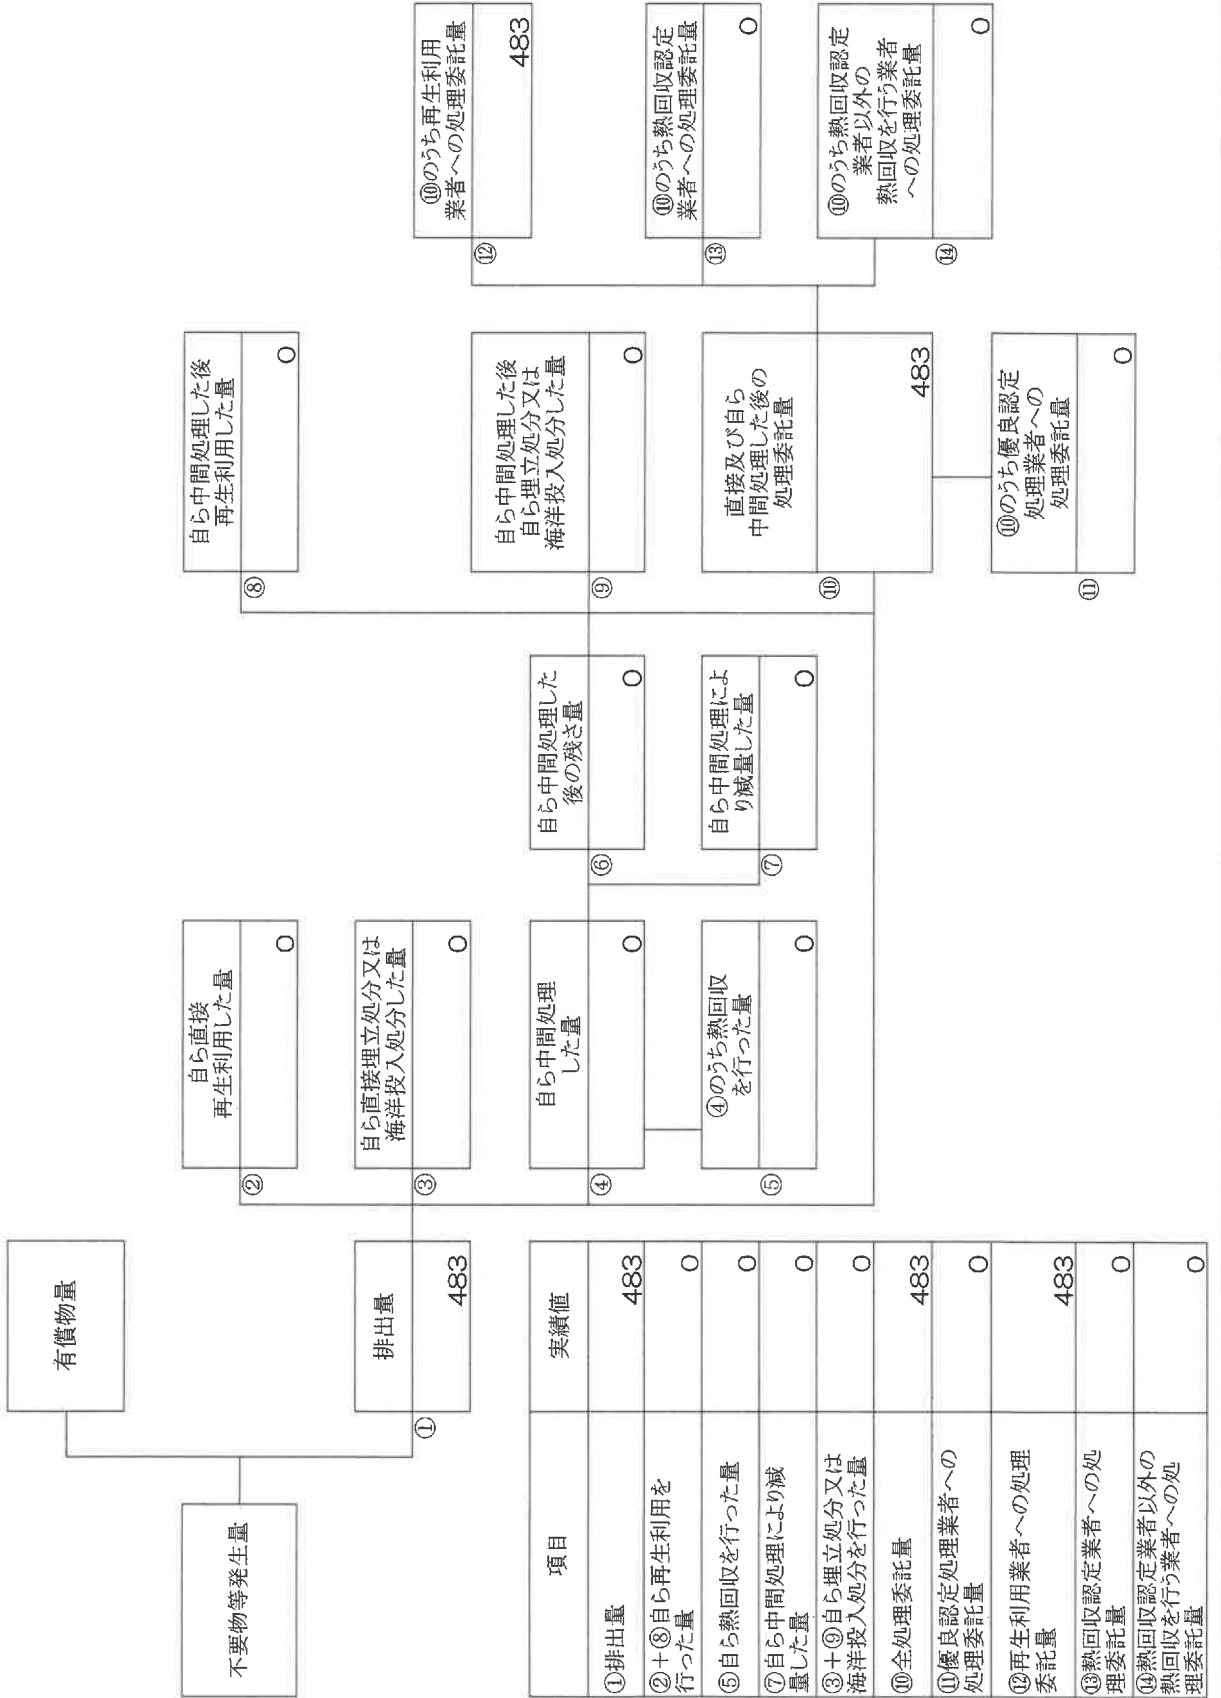 有償物量
不要物等発生量
排出量
①
483
自ら直接
再生利用した量
②
0
自ら直接埋立処分又は
海洋投入処分した量
③
0
自ら中間処理
した量
④
0
④のうち熱回収
を行った量
⑤
0
自ら中間処理した
後の残さ量
⑥
0
自ら中間処理によ
り減量した量
⑦
0
自ら中間処理した後
再生利用した量
⑧
0
自ら中間処理した後
自ら埋立処分又は
海洋投入処分した量
⑨
0
直接及び自ら
中間処理した後の
処理委託量
⑩
483
⑩のうち優良認定
処理業者への
処理委託量
⑪
0
⑩のうち再生利用
業者への処理委託量
⑫
483
⑩のうち熱回収認定
業者への処理委託量
⑬
0
⑩のうち熱回収認定
業者以外の
熱回収を行う業者
への処理委託量
⑭
0
項目 実績値
①排出量 483
②+⑧自ら再生利用を
行った量 0
⑤自ら熱回収を行った量 0
⑦自ら中間処理により減
量した量 0
③+⑨自ら埋立処分又は
海洋投入処分を行った量 0
⑩全処理委託量 483
⑪優良認定処理業者への
処理委託量 0
⑫再生利用業者への処理
委託量 483
⑬熱回収認定業者への処
理委託量 0
⑭熱回収認定業者以外の
熱回収を行う業者への処
理委託量 0